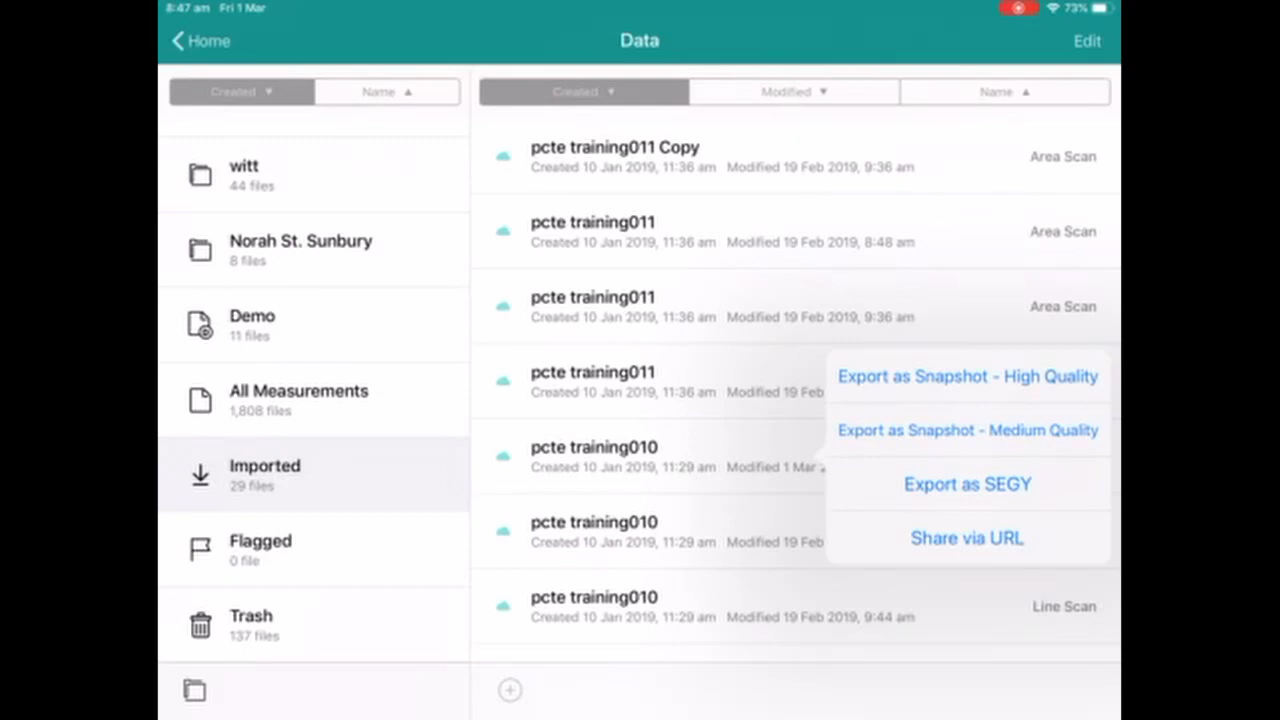 8:47 am Fri 1 Mar
73%
Home
Data
Edit
Created ▼
Name ▲
Created ▼
Modified ▼
Name ▲
witt
44 files
Norah St. Sunbury
8 files
Demo
11 files
All Measurements
1,808 files
Imported
29 files
Flagged
0 file
Trash
137 files
pcte training011 Copy
Created 10 Jan 2019, 11:36 am Modified 19 Feb 2019, 9:36 am
Area Scan
pcte training011
Created 10 Jan 2019, 11:36 am Modified 19 Feb 2019, 8:48 am
Area Scan
pcte training011
Created 10 Jan 2019, 11:36 am Modified 19 Feb 2019, 9:36 am
Area Scan
pcte training011
Created 10 Jan 2019, 11:36 am Modified 19 Feb
pcte training010
Created 10 Jan 2019, 11:29 am Modified 1 Mar
pcte training010
Created 10 Jan 2019, 11:29 am Modified 19 Feb
pcte training010
Created 10 Jan 2019, 11:29 am Modified 19 Feb 2019, 9:44 am
Line Scan
Export as Snapshot - High Quality
Export as Snapshot - Medium Quality
Export as SEGY
Share via URL